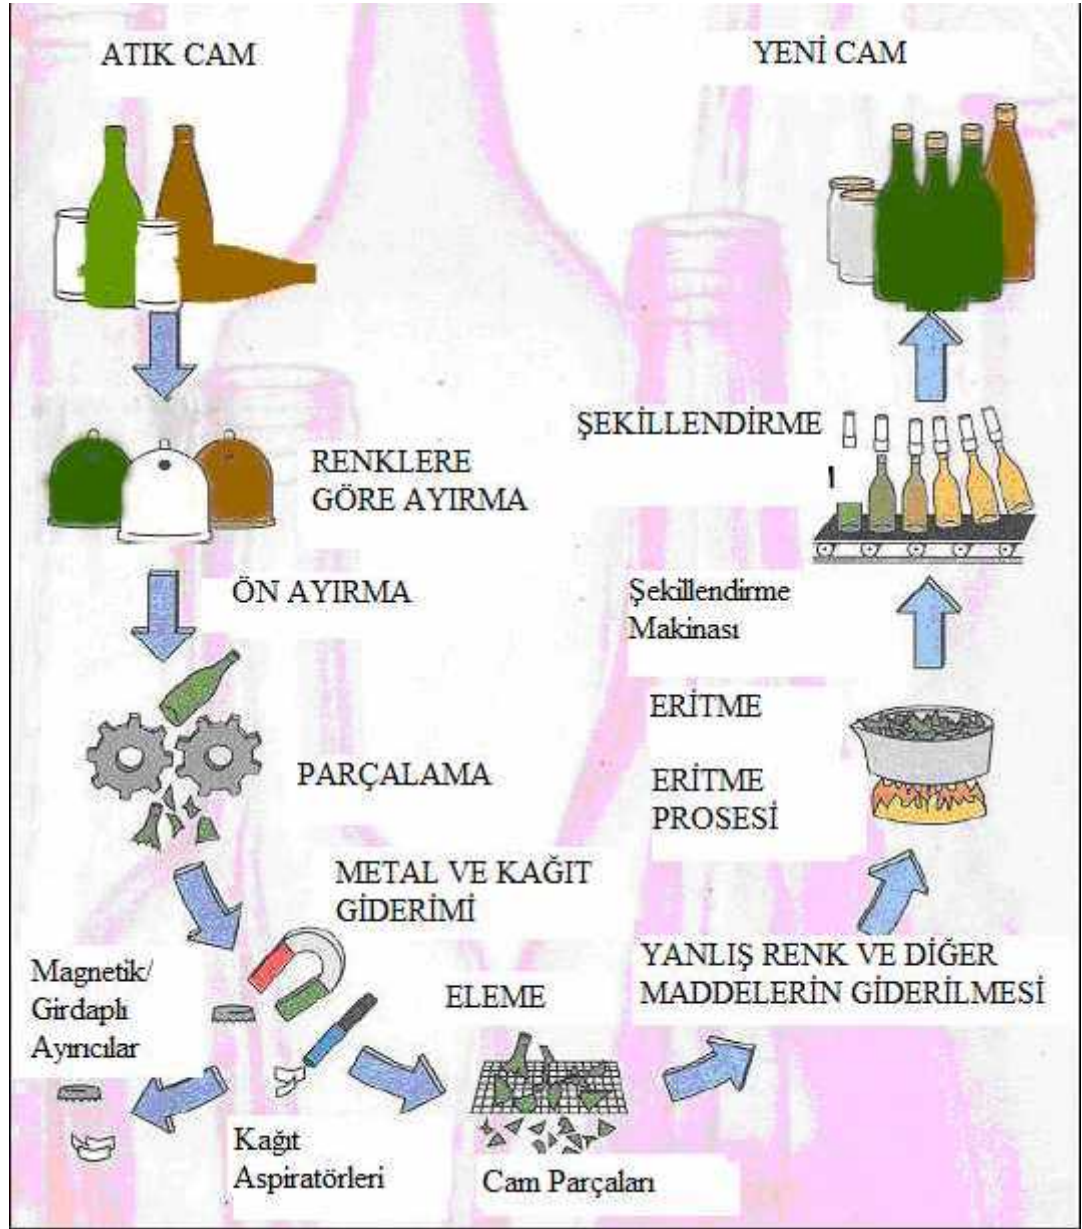 ATIK CAM
YENİ CAM
RENKLERE
GÖRE AYIRMA
ÖN AYIRMA
PARÇALAMA
METAL VE KAĞIT
GİDERİMİ
Magnetik/
Girdaplı
Ayırıcılar
Kağıt
Aspiratörleri
ELEME
Cam Parçaları
YANLIŞ RENK VE DİĞER
MADDELERİN GİDERİLMESİ
ERİTME
ERİTME
PROSESİ
Şekillendirme
Makinası
ŞEKİLLENDİRME